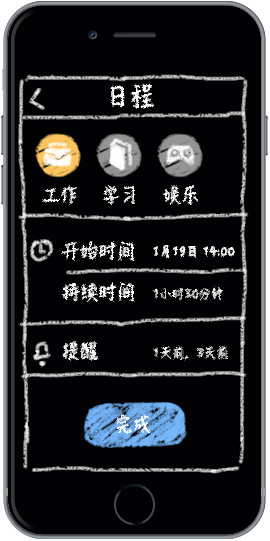 日程
工作 学习 娱乐
开始时间 1月19日 14:00
持续时间 1小时30分钟
提醒 1天前，3天前
完成